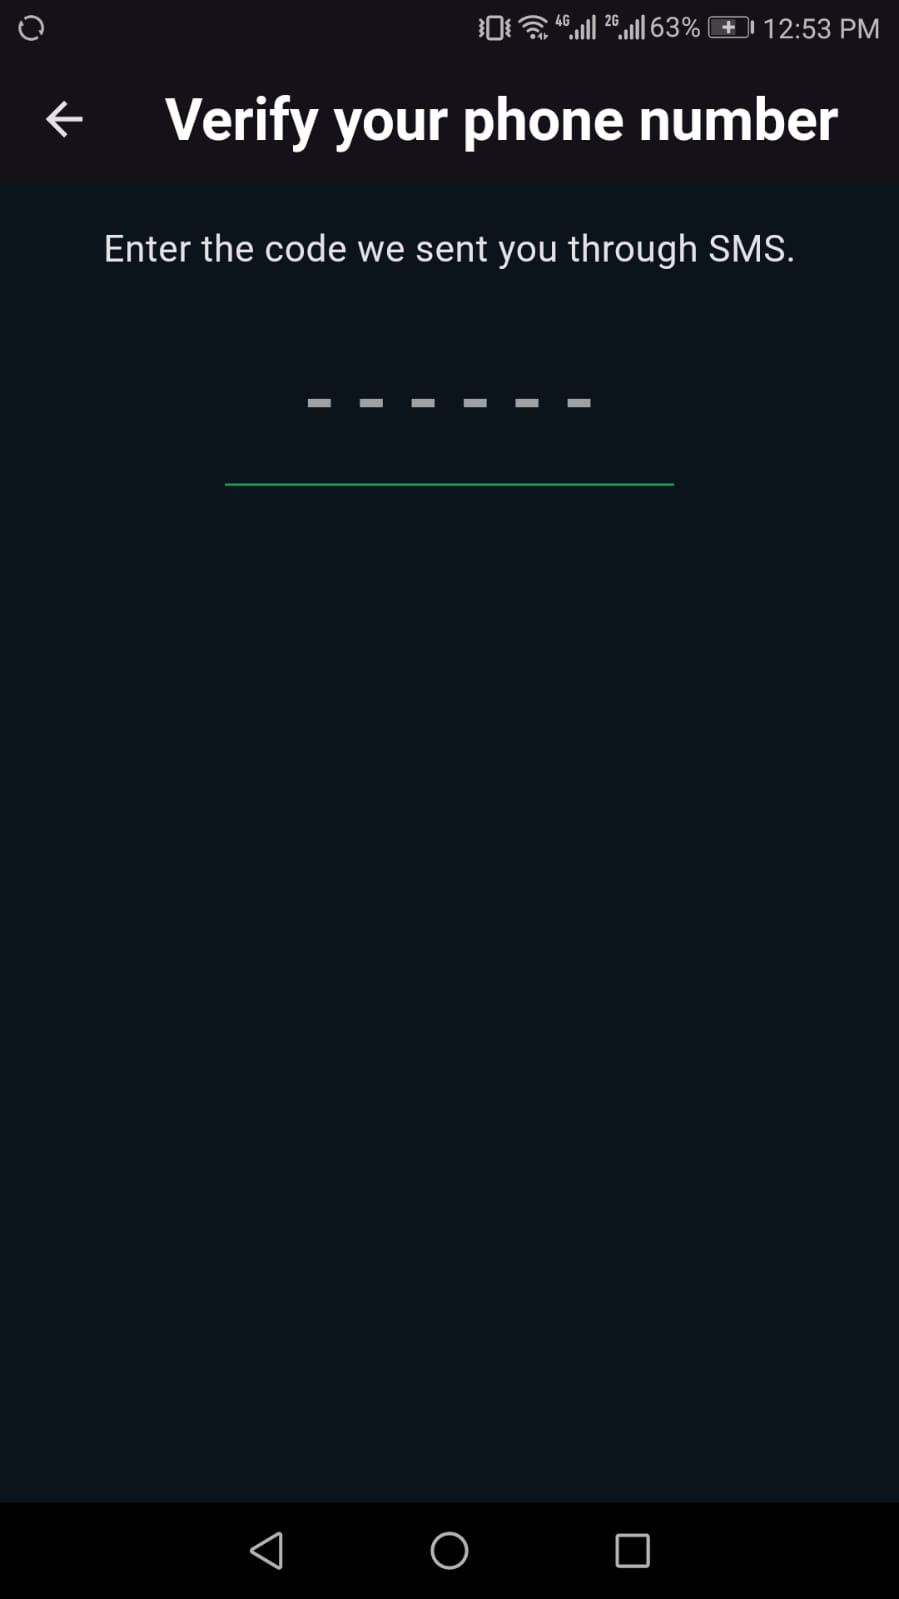 4G 2G 63% 12:53 PM
Verify your phone number
Enter the code we sent you through SMS.
- - - - - -